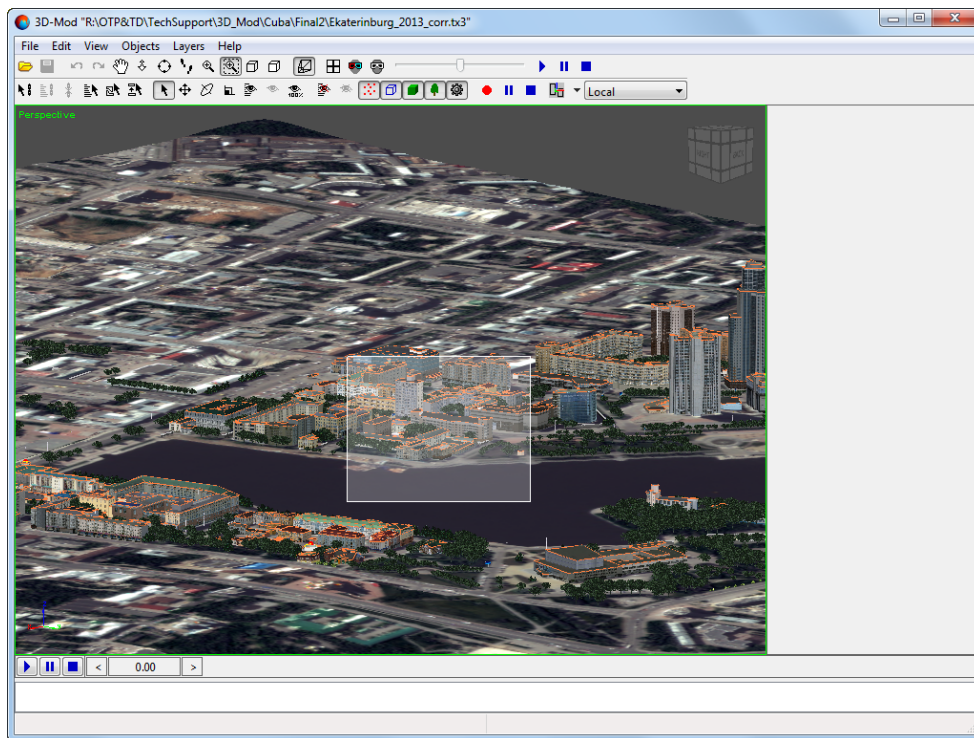 3D-Mod "R:\OTP&TD\TechSupport\3D_Mod\Cuba\Final2\Ekaterinburg_2013_corr.tx3"
File Edit View Objects Layers Help
100%
Local
Perspective
< 0.00 >